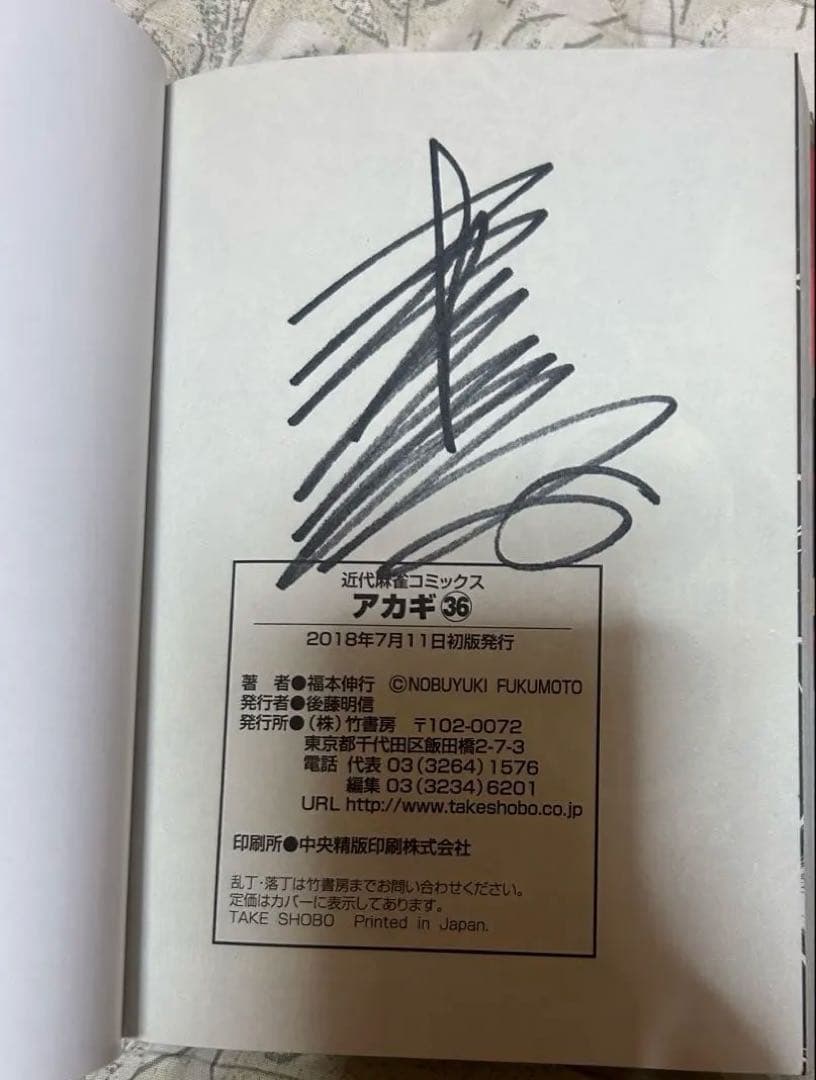 近代麻雀コミックス
アカギ㊱
2018年7月11日初版発行
著　者●福本伸行　©NOBUYUKI FUKUMOTO
発行者●後藤明信
発行所●（株）竹書房　〒102-0072
東京都千代田区飯田橋2-7-3
電話 代表 03(3264)1576
編集 03(3234)6201
URL http://www.takeshobo.co.jp
印刷所●中央精版印刷株式会社
乱丁・落丁は竹書房までお問い合わせください。
定価はカバーに表示してあります。
TAKE SHOBO　Printed in Japan.